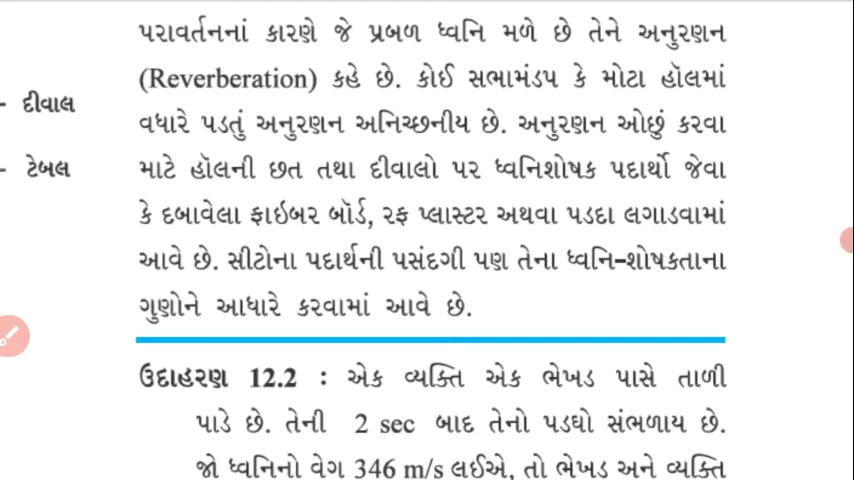 પરાવર્તનનાં કારણે જે પ્રબળ ધ્વનિ મળે છે તેને અનુરણન
(Reverberation) કહે છે. કોઈ સભામંડપ કે મોટા હૉલમાં
- દીવાલ
વધારે પડતું અનુરણન અનિચ્છનીય છે. અનુરણન ઓછું કરવા
- ટેબલ
માટે હૉલની છત તથા દીવાલો પર ધ્વનિશોષક પદાર્થો જેવા
કે દબાવેલા ફાઇબર બૉર્ડ, રફ પ્લાસ્ટર અથવા પડદા લગાડવામાં
આવે છે. સીટોના પદાર્થની પસંદગી પણ તેના ધ્વનિ-શોષકતાના
ગુણોને આધારે કરવામાં આવે છે.
ઉદાહરણ 12.2 : એક વ્યક્તિ એક ભેખડ પાસે તાળી
પાડે છે. તેની 2 sec બાદ તેનો પડઘો સંભળાય છે.
જો ધ્વનિનો વેગ 346 m/s લઈએ, તો ભેખડ અને વ્યક્તિ